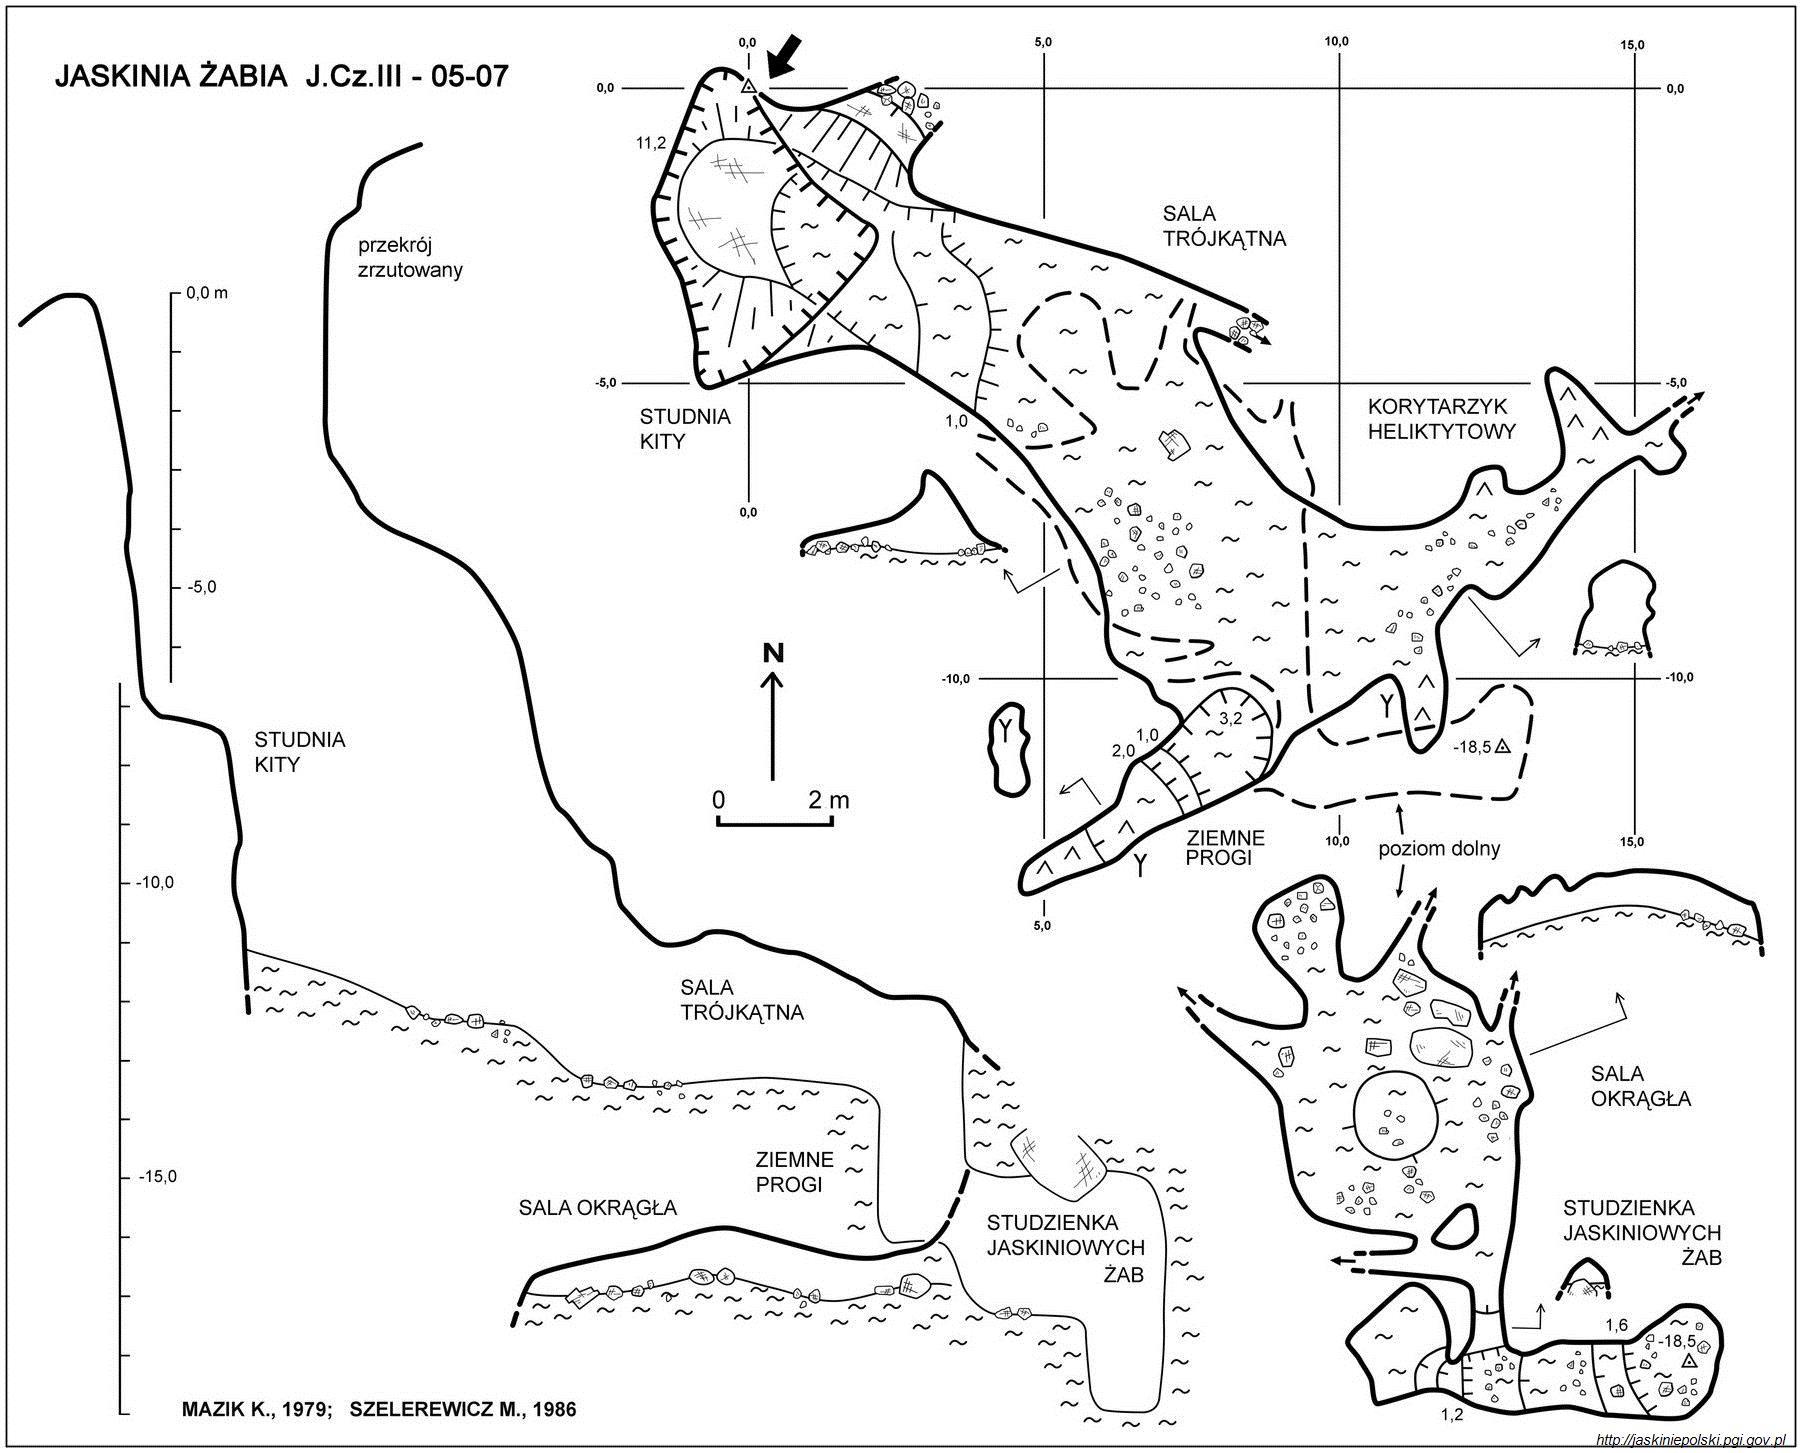 JASKINIA ŻABIA J.Cz.III - 05-07
0,0
5,0
10,0
15,0
0,0
0,0
11,2
SALA
TRÓJKĄTNA
przekrój
zrzutowany
0,0 m
-5,0
-5,0
STUDNIA
KITY
1,0
KORYTARZYK
HELIKTYTOWY
0,0
-5,0
N
0
2 m
-10,0
-10,0
3,2
1,0
2,0
Y
Y
Y
-18,5
STUDNIA
KITY
ZIEMNE
PROGI
10,0
15,0
poziom dolny
5,0
-10,0
SALA
TRÓJKĄTNA
SALA
OKRĄGŁA
ZIEMNE
PROGI
-15,0
SALA OKRĄGŁA
STUDZIENKA
JASKINIOWYCH
ŻAB
STUDZIENKA
JASKINIOWYCH
ŻAB
1,6
-18,5
1,2
MAZIK K., 1979; SZELEREWICZ M., 1986
http://jaskiniepolski.pgi.gov.pl